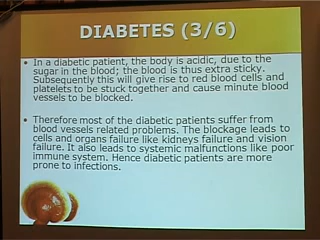 DIABETES (3/6)
• In a diabetic patient, the body is acidic, due to the
sugar in the blood; the blood is thus extra sticky.
Subsequently this will give rise to red blood cells and
platelets to be stuck together and cause minute blood
vessels to be blocked.
• Therefore most of the diabetic patients suffer from
blood vessels related problems. The blockage leads to
cells and organs failure like kidneys failure and vision
failure. It also leads to systemic malfunctions like poor
immune system. Hence diabetic patients are more
prone to infections.